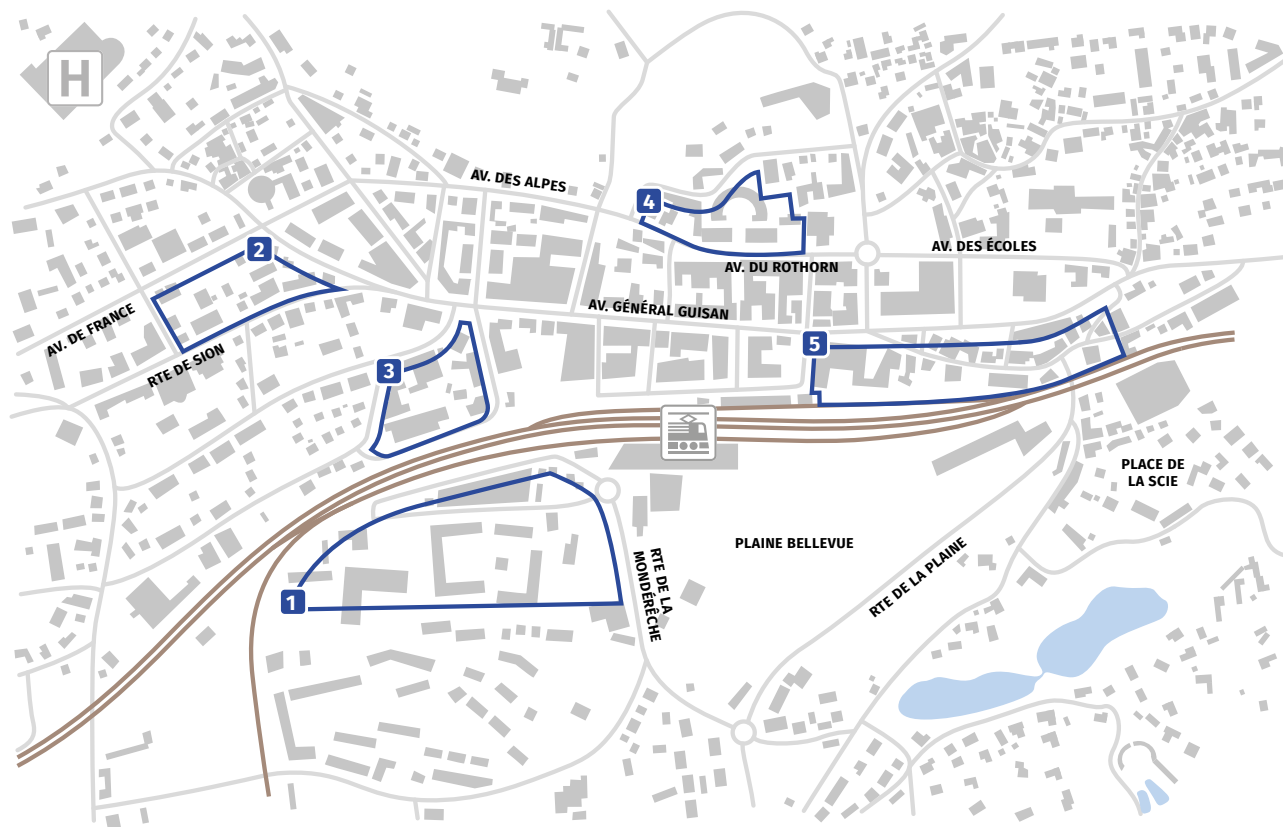 H
AV. DES ALPES
4
2
AV. DES ÉCOLES
AV. DU ROTHORN
AV. GÉNÉRAL GUISAN
AV. DE FRANCE
5
RTE DE SION
3
PLACE DE
LA SCIE
PLAINE BELLEVUE
RTE DE LA PLAINE
RTE DE LA
MONDÉRÈCHE
1